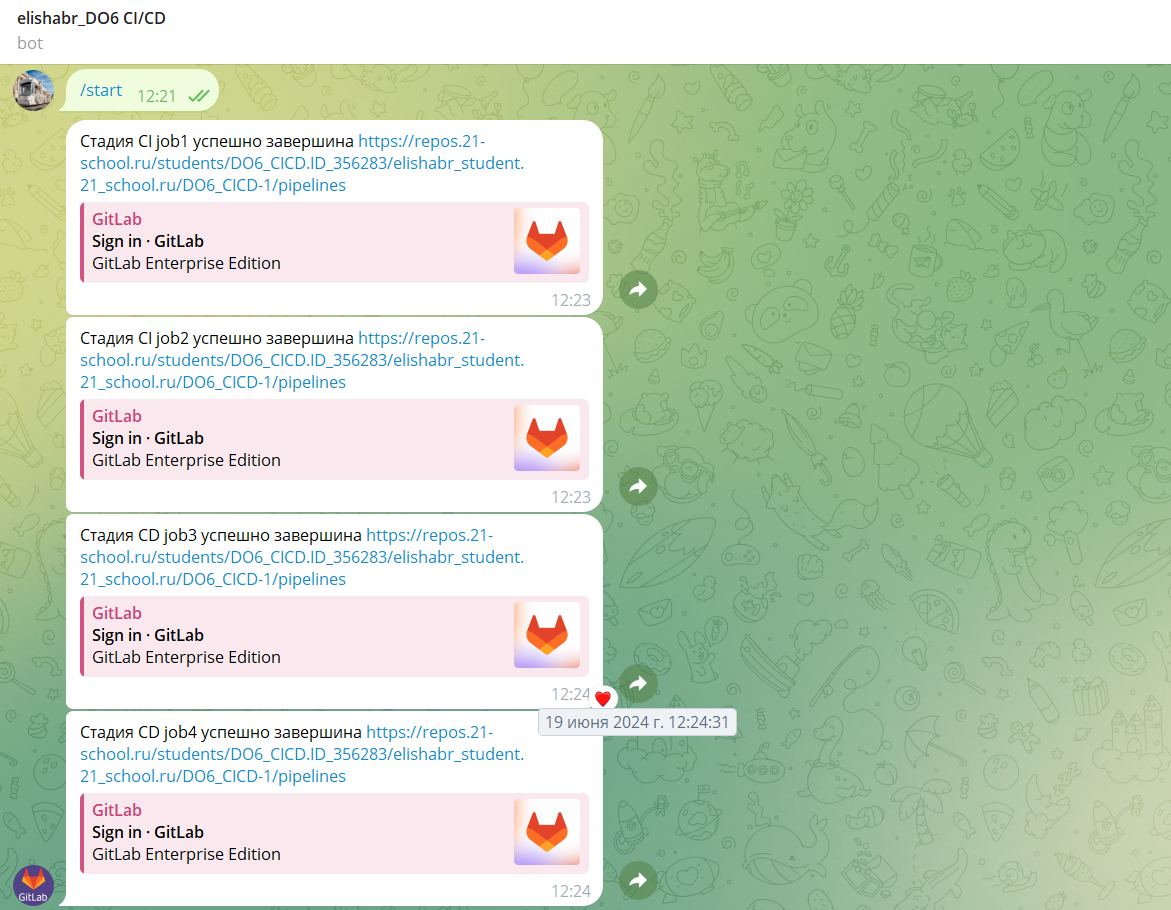 elishabr_DO6 CI/CD
bot
/start 12:21
Стадия CI job1 успешно завершина https://repos.21-
school.ru/students/DO6_CICD.ID_356283/elishabr_student.
21_school.ru/DO6_CICD-1/pipelines
GitLab
Sign in · GitLab
GitLab Enterprise Edition
12:23
Стадия CI job2 успешно завершина https://repos.21-
school.ru/students/DO6_CICD.ID_356283/elishabr_student.
21_school.ru/DO6_CICD-1/pipelines
GitLab
Sign in · GitLab
GitLab Enterprise Edition
12:23
Стадия CD job3 успешно завершина https://repos.21-
school.ru/students/DO6_CICD.ID_356283/elishabr_student.
21_school.ru/DO6_CICD-1/pipelines
GitLab
Sign in · GitLab
GitLab Enterprise Edition
12:24
19 июня 2024 г. 12:24:31
Стадия CD job4 успешно завершина https://repos.21-
school.ru/students/DO6_CICD.ID_356283/elishabr_student.
21_school.ru/DO6_CICD-1/pipelines
GitLab
Sign in · GitLab
GitLab Enterprise Edition
12:24
GitLab